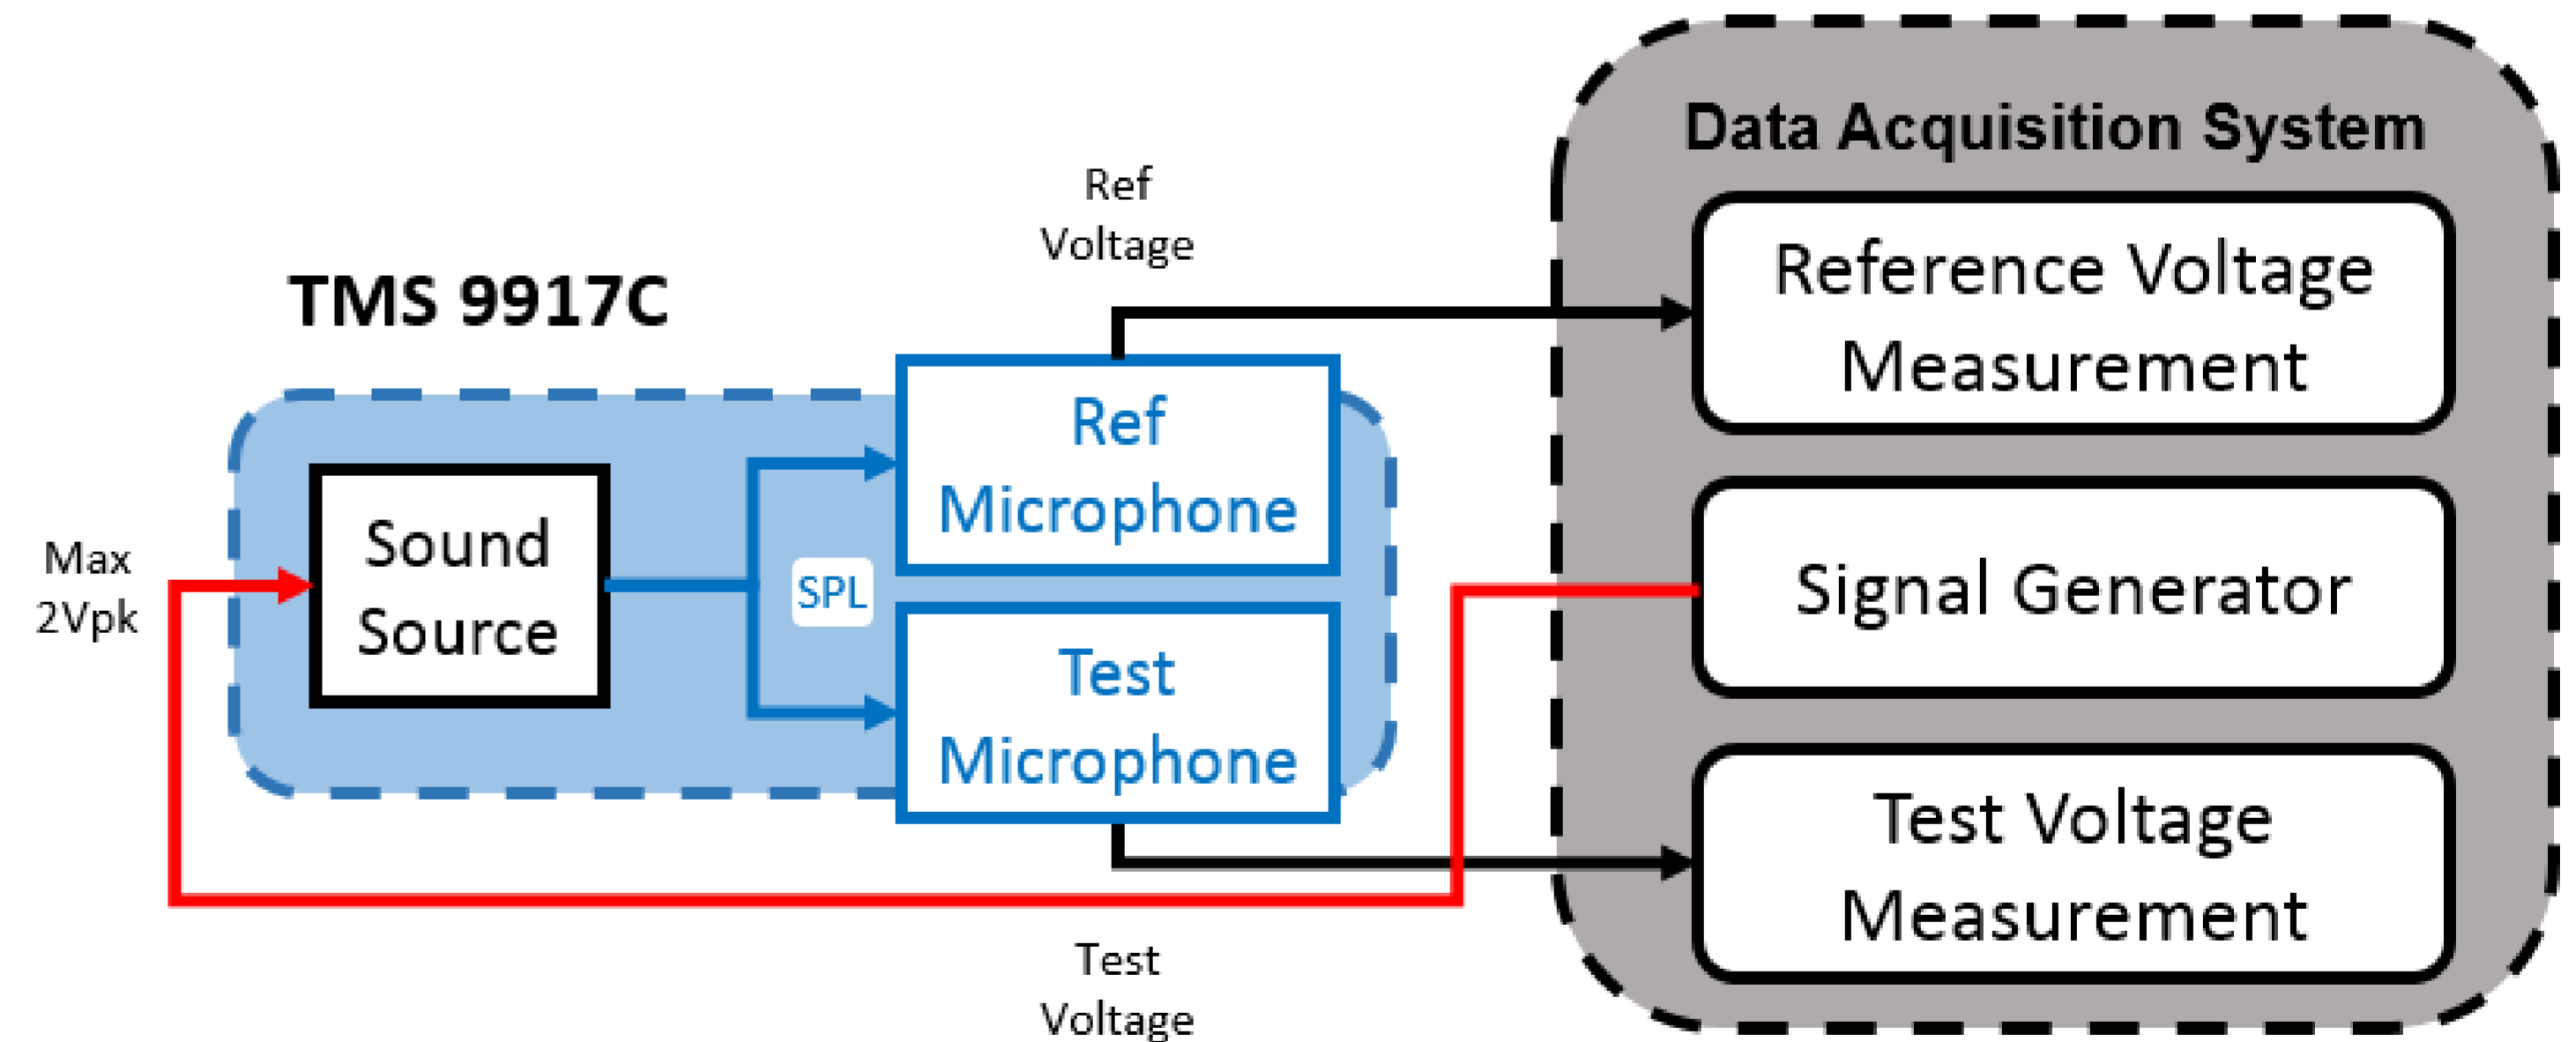 Data Acquisition System
Ref
Voltage
Reference Voltage
Measurement
TMS 9917C
Ref
Microphone
Sound
Source
Max
2Vpk
SPL
Signal Generator
Test
Microphone
Test Voltage
Measurement
Test
Voltage